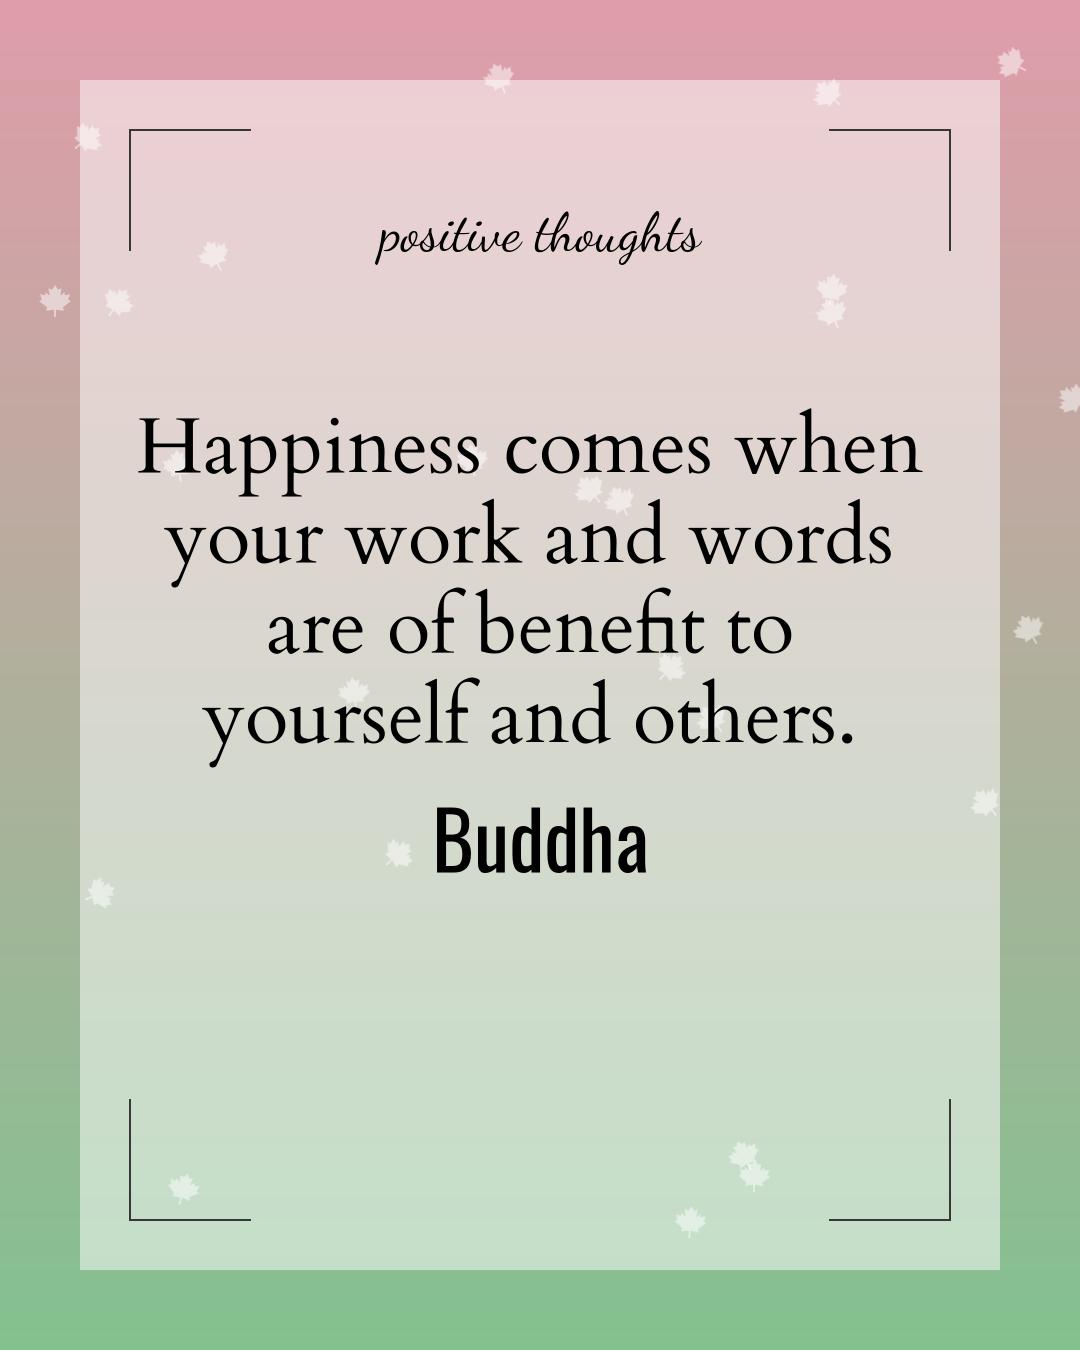 positive thoughts
Happiness comes when
your work and words
are of benefit to
yourself and others.
Buddha